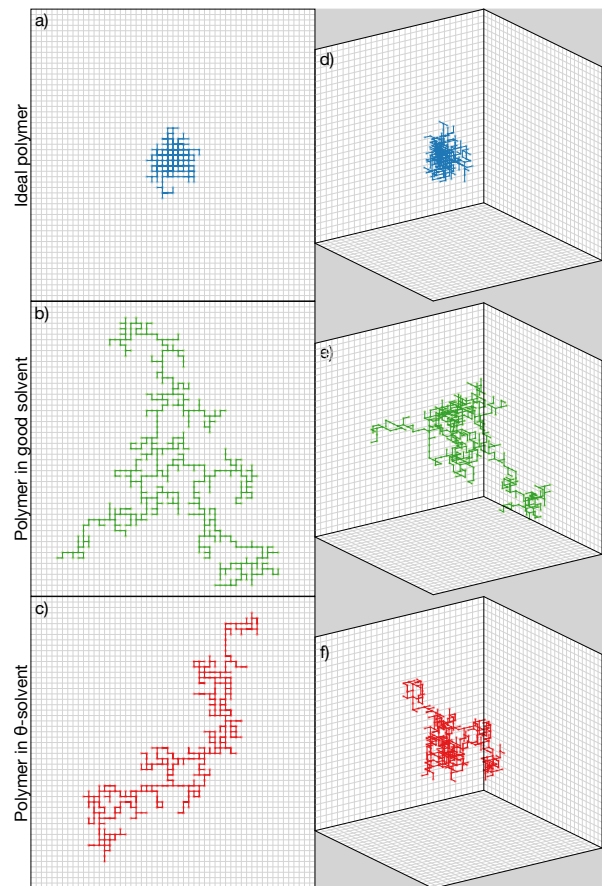 a)
d)
Ideal polymer
b)
e)
Polymer in good solvent
c)
f)
Polymer in θ-solvent